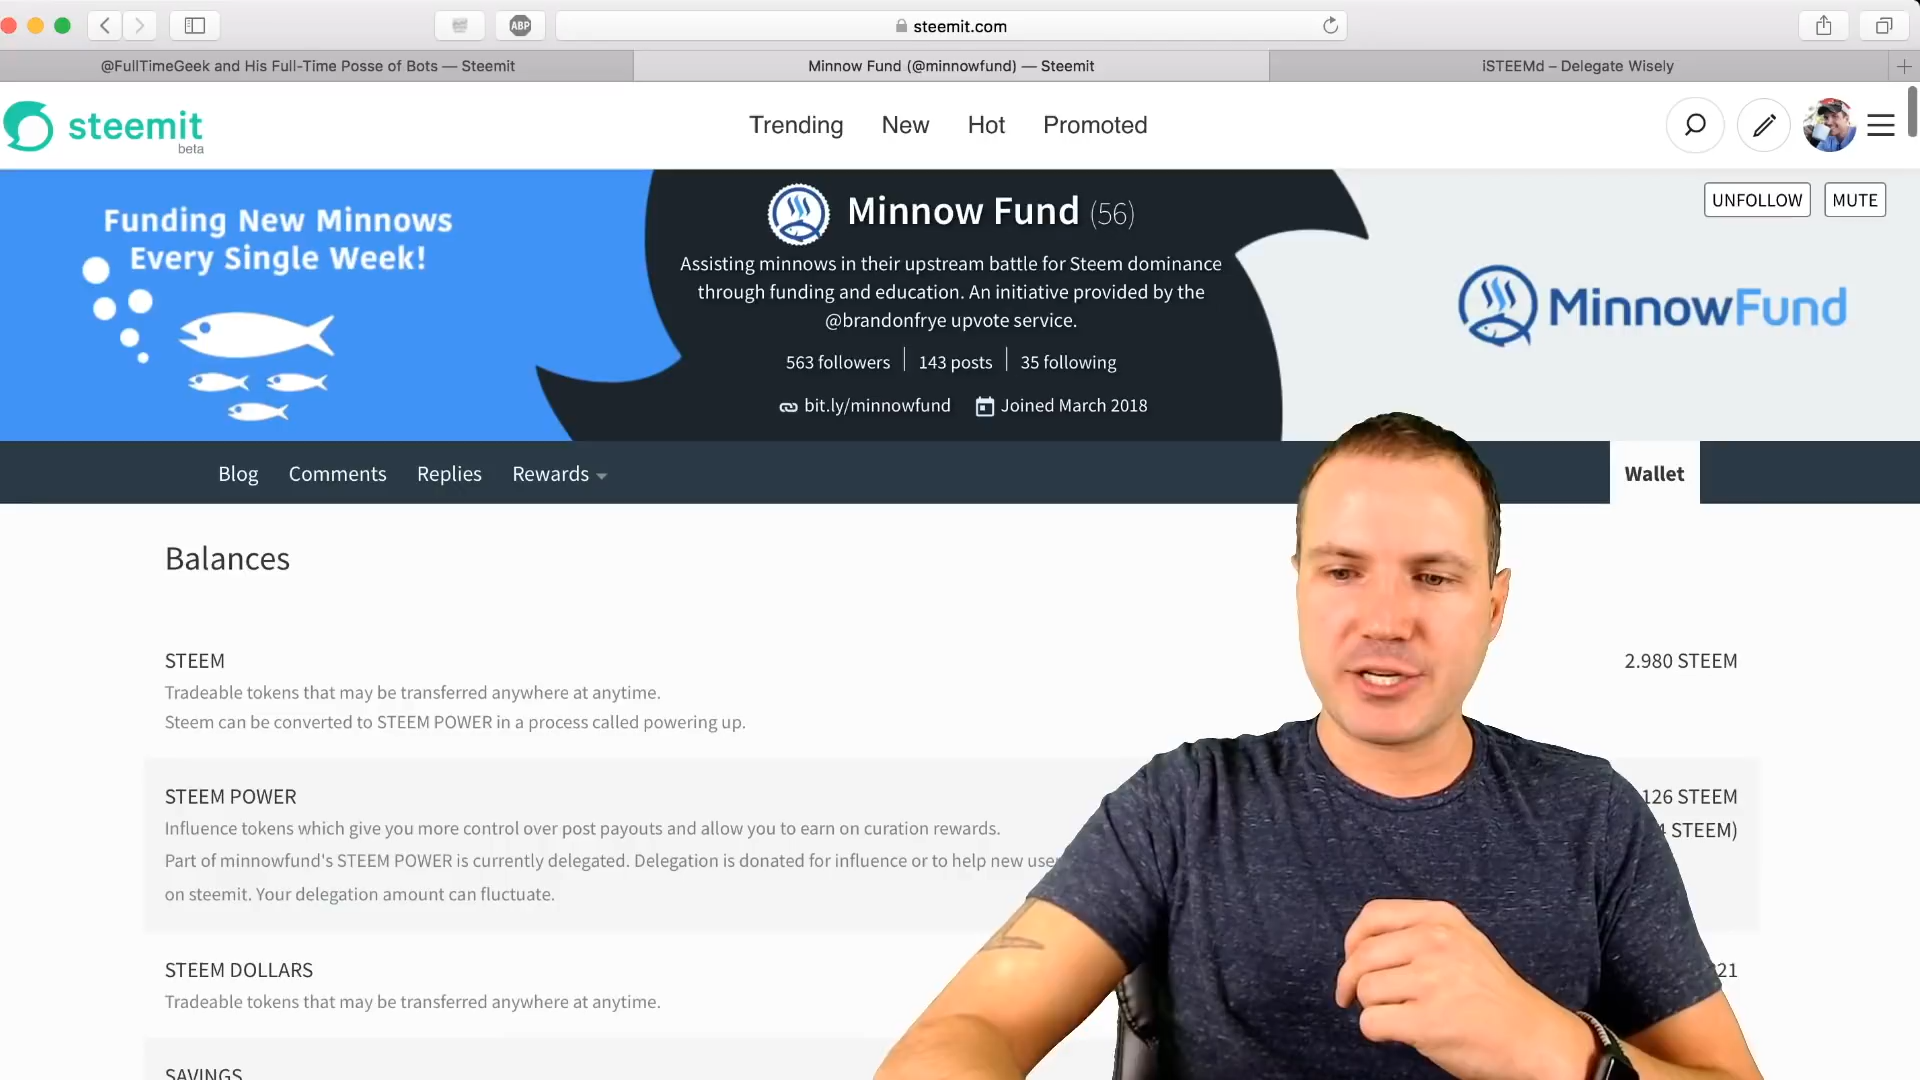 ABP
steemit.com
@FullTimeGeek and His Full-Time Posse of Bots — Steemit
Minnow Fund (@minnowfund) — Steemit
iSTEEMd – Delegate Wisely
steemit
beta
Trending
New
Hot
Promoted
Funding New Minnows
Every Single Week!
Minnow Fund (56)
Assisting minnows in their upstream battle for Steem dominance
through funding and education. An initiative provided by the
@brandonfrye upvote service.
563 followers
143 posts
35 following
bit.ly/minnowfund
Joined March 2018
UNFOLLOW
MUTE
MinnowFund
Blog
Comments
Replies
Rewards
Wallet
Balances
STEEM
2.980 STEEM
Tradeable tokens that may be transferred anywhere at anytime.
Steem can be converted to STEEM POWER in a process called powering up.
STEEM POWER
126 STEEM
Influence tokens which give you more control over post payouts and allow you to earn on curation rewards.
STEEM)
Part of minnowfund's STEEM POWER is currently delegated. Delegation is donated for influence or to help new
on steemit. Your delegation amount can fluctuate.
STEEM DOLLARS
21
Tradeable tokens that may be transferred anywhere at anytime.
SAVINGS